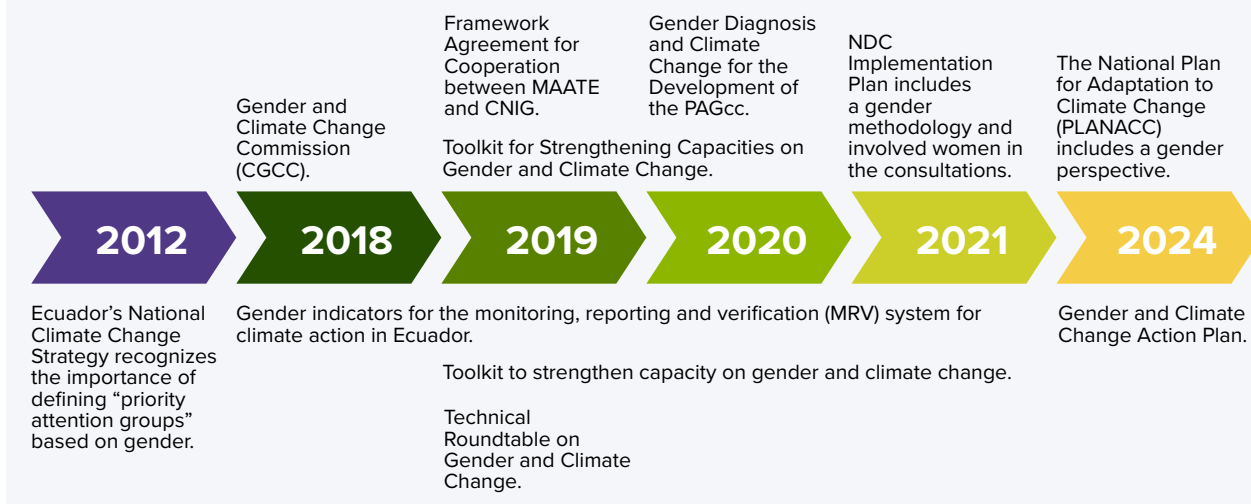 Framework
Agreement for
Cooperation
between MAATE
and CNIG.
Gender Diagnosis
and Climate
Change for the
Development of
the PAGcc.
NDC
Implementation
Plan includes
a gender
methodology and
involved women in
the consultations.
The National Plan
for Adaptation to
Climate Change
(PLANACC)
includes a gender
perspective.
Gender and
Climate Change
Commission
(CGCC).
Toolkit for Strengthening Capacities on
Gender and Climate Change.
2012
2018
2019
2020
2021
2024
Ecuador’s National
Climate Change
Strategy recognizes
the importance of
defining “priority
attention groups”
based on gender.
Gender indicators for the monitoring, reporting and verification (MRV) system for
climate action in Ecuador.
Gender and Climate
Change Action Plan.
Toolkit to strengthen capacity on gender and climate change.
Technical
Roundtable on
Gender and Climate
Change.